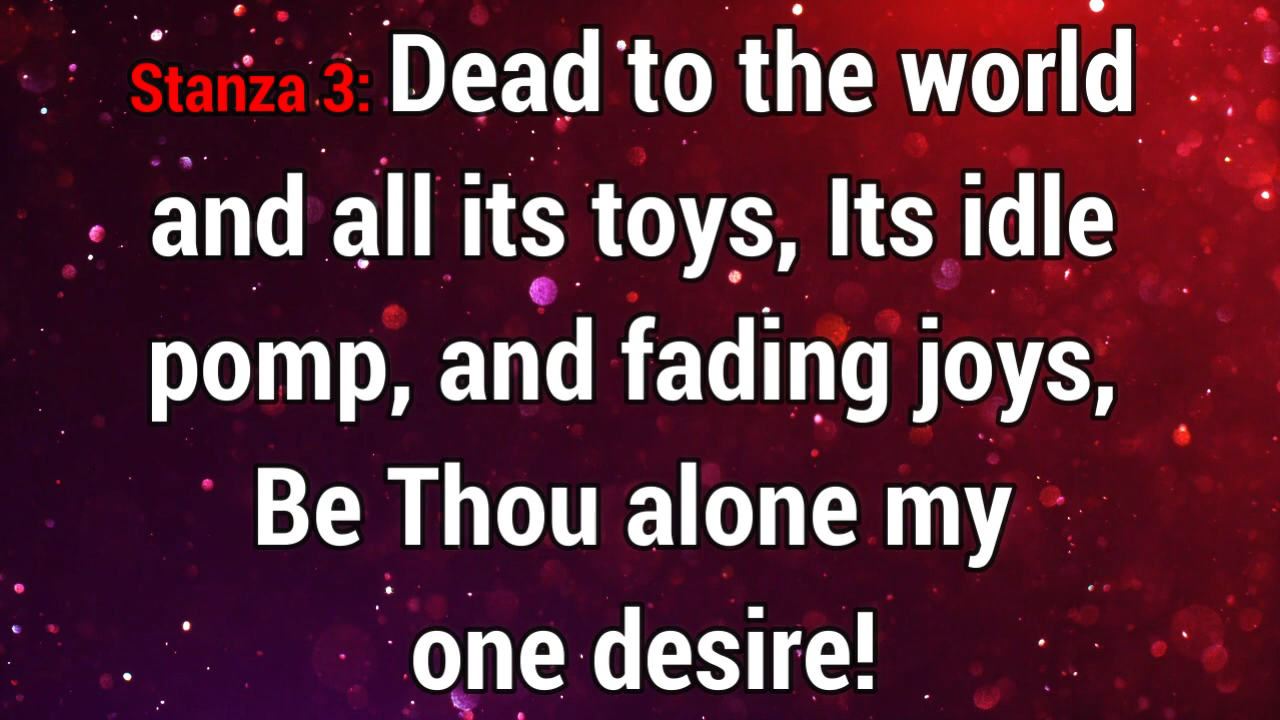 Stanza 3: Dead to the world
and all its toys, Its idle
pomp, and fading joys,
Be Thou alone my
one desire!